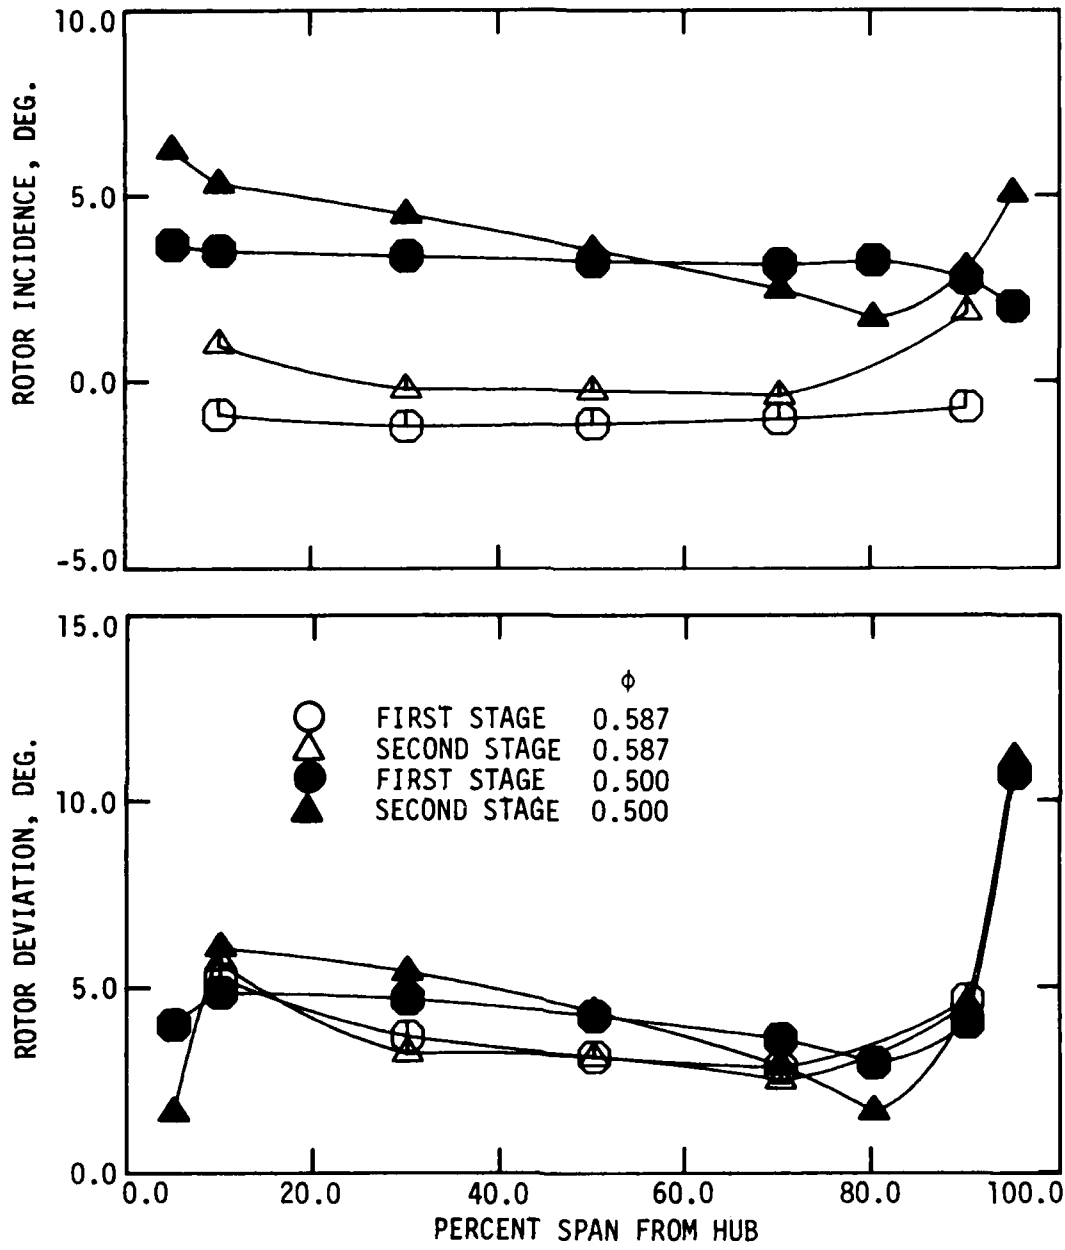 10.0
5.0
0.0
-5.0
ROTOR INCIDENCE, DEG.
15.0
10.0
5.0
0.0
ROTOR DEVIATION, DEG.
ϕ
FIRST STAGE 0.587
SECOND STAGE 0.587
FIRST STAGE 0.500
SECOND STAGE 0.500
0.0 20.0 40.0 60.0 80.0 100.0
PERCENT SPAN FROM HUB